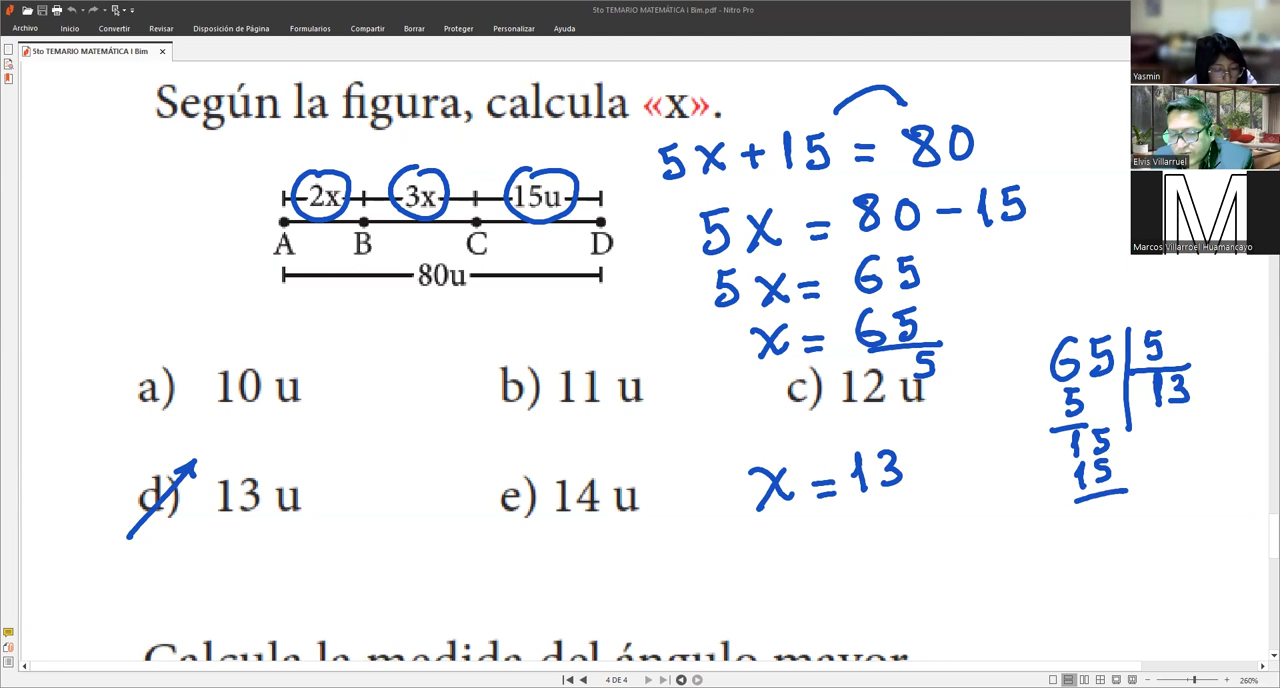 5to TEMARIO MATEMÁTICA I Bim.pdf - Nitro Pro
Archivo Inicio Convertir Revisar Disposición de Página Formularios Compartir Borrar Proteger Personalizar Ayuda
5to TEMARIO MATEMÁTICA I Bim
Según la figura, calcula «x».
2x 3x 15u
A B C D
80u
5x + 15 = 80
5x = 80 - 15
5x = 65
x = 65
5
a) 10 u b) 11 u c) 12 u
d) 13 u e) 14 u
x = 13
65 5
5 13
15
15
Calcula la medida del ángulo mayor
Yasmin
Elvis Villarruel
M
Marcos Villarroel Huamancayo
4 DE 4
260%